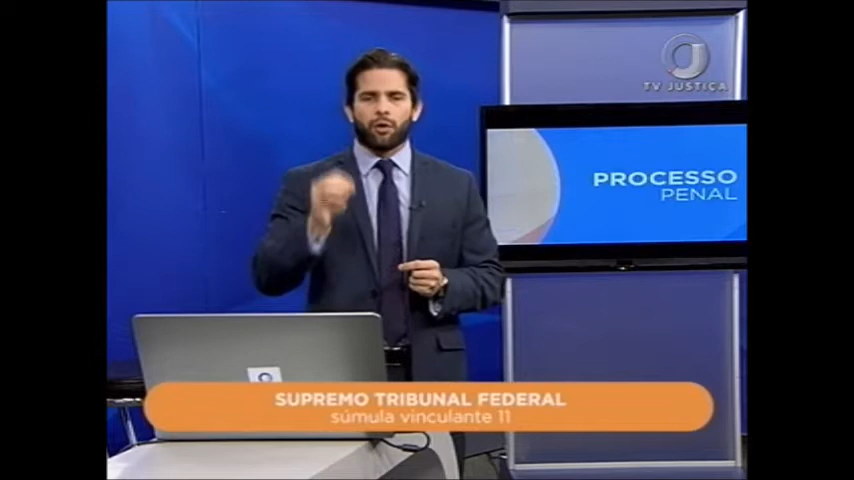 TV JUSTIÇA
PROCESSO
PENAL
SUPREMO TRIBUNAL FEDERAL
súmula vinculante 11